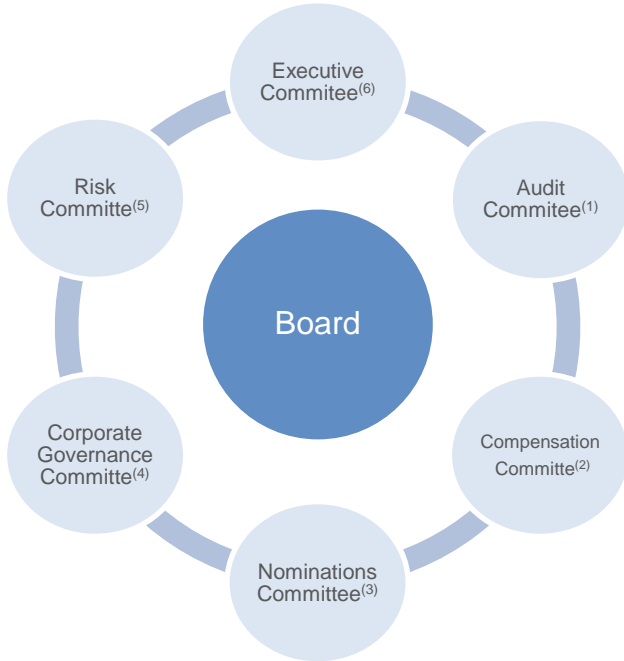 Executive
Commitee(6)
Risk
Committe(5)
Audit
Commitee(1)
Board
Corporate
Governance
Committe(4)
Compensation
Committe(2)
Nominations
Committee(3)